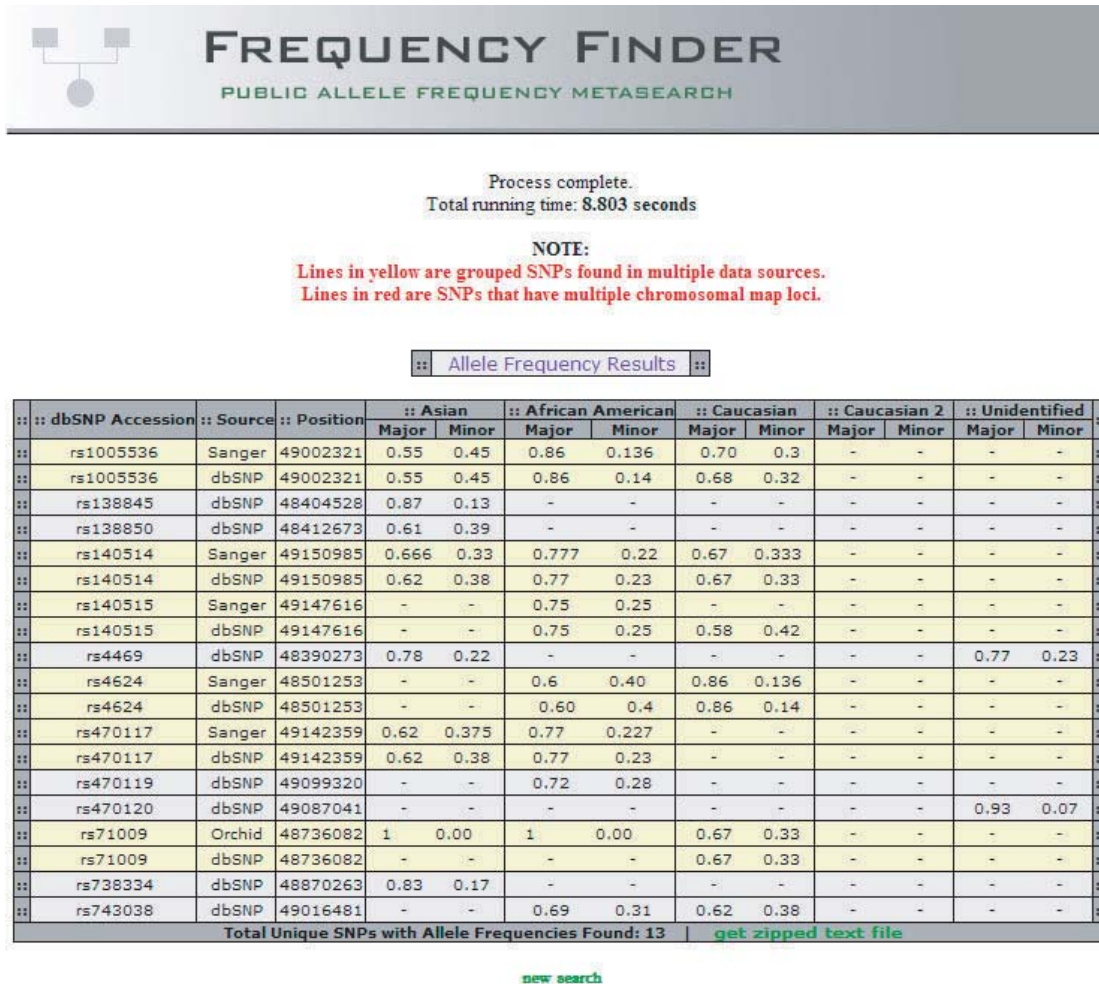 FREQUENCY FINDER
PUBLIC ALLELE FREQUENCY METASEARCH
Process complete.
Total running time: 8.803 seconds
NOTE:
Lines in yellow are grouped SNPs found in multiple data sources.
Lines in red are SNPs that have multiple chromosomal map loci.
:: Allele Frequency Results ::
:: :: dbSNP Accession :: Source :: Position :: Asian :: African American :: Caucasian :: Caucasian 2 :: Unidentified
Major Minor Major Minor Major Minor Major Minor Major Minor
:: rs1005536 Sanger 49002321 0.55 0.45 0.86 0.136 0.70 0.3 - - - -
:: rs1005536 dbSNP 49002321 0.55 0.45 0.86 0.14 0.68 0.32 - - - -
:: rs138845 dbSNP 48404528 0.87 0.13 - - - - - - - -
:: rs138850 dbSNP 48412673 0.61 0.39 - - - - - - - -
:: rs140514 Sanger 49150985 0.666 0.33 0.777 0.22 0.67 0.333 - - - -
:: rs140514 dbSNP 49150985 0.62 0.38 0.77 0.23 0.67 0.33 - - - -
:: rs140515 Sanger 49147616 - - 0.75 0.25 - - - - - -
:: rs140515 dbSNP 49147616 - - 0.75 0.25 0.58 0.42 - - - -
:: rs4469 dbSNP 48390273 0.78 0.22 - - - - - - 0.77 0.23
:: rs4624 Sanger 48501253 - - 0.6 0.40 0.86 0.136 - - - -
:: rs4624 dbSNP 48501253 - - 0.60 0.4 0.86 0.14 - - - -
:: rs470117 Sanger 49142359 0.62 0.375 0.77 0.227 - - - - - -
:: rs470117 dbSNP 49142359 0.62 0.38 0.77 0.23 - - - - - -
:: rs470119 dbSNP 49099320 - - 0.72 0.28 - - - - - -
:: rs470120 dbSNP 49087041 - - - - - - - - 0.93 0.07
:: rs71009 Orchid 48736082 1 0.00 1 0.00 0.67 0.33 - - - -
:: rs71009 dbSNP 48736082 - - - - 0.67 0.33 - - - -
:: rs738334 dbSNP 48870263 0.83 0.17 - - - - - - - -
:: rs743038 dbSNP 49016481 - - 0.69 0.31 0.62 0.38 - - - -
Total Unique SNPs with Allele Frequencies Found: 13 | get zipped text file
new search